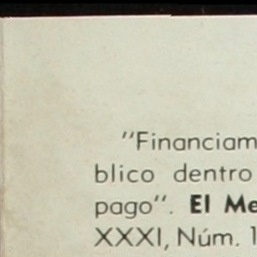 "Financiam
blico dentro
pago". El Me
XXXI, Núm. 1